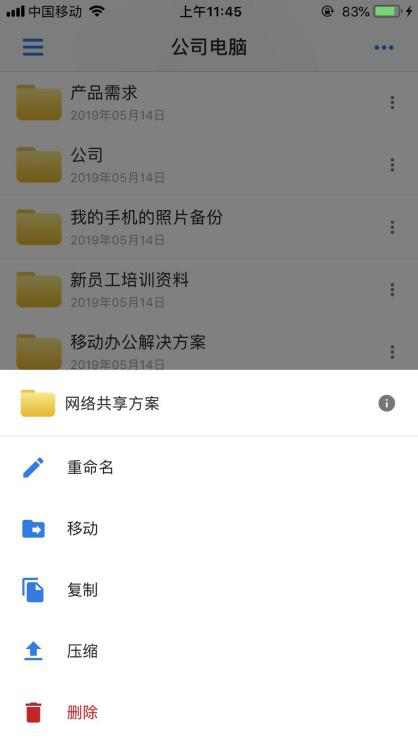 中国移动 上午11:45 83%
公司电脑
产品需求
2019年05月14日
公司
2019年05月14日
我的手机的照片备份
2019年05月14日
新员工培训资料
2019年05月14日
移动办公解决方案
2019年05月14日
网络共享方案
重命名
移动
复制
压缩
删除